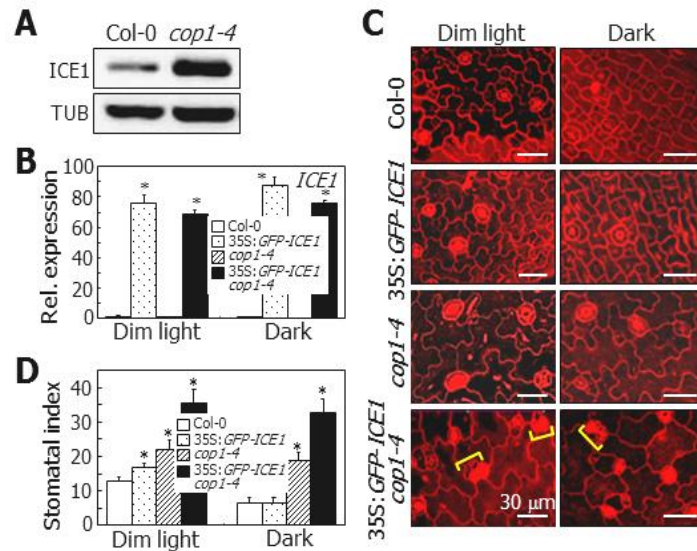 A
Col-0 cop1-4
ICE1
TUB
B
Rel. expression
100
80
60
40
20
0
* * * *
ICE1
Col-0
35S:GFP-ICE1
cop1-4
35S:GFP-ICE1
cop1-4
Dim light Dark
D
Stomatal index
40
30
20
10
0
* * * * *
Col-0
35S:GFP-ICE1
cop1-4
35S:GFP-ICE1
cop1-4
Dim light Dark
C
Dim light Dark
Col-0
35S:GFP-ICE1
cop1-4
35S:GFP-ICE1
cop1-4
30 μm